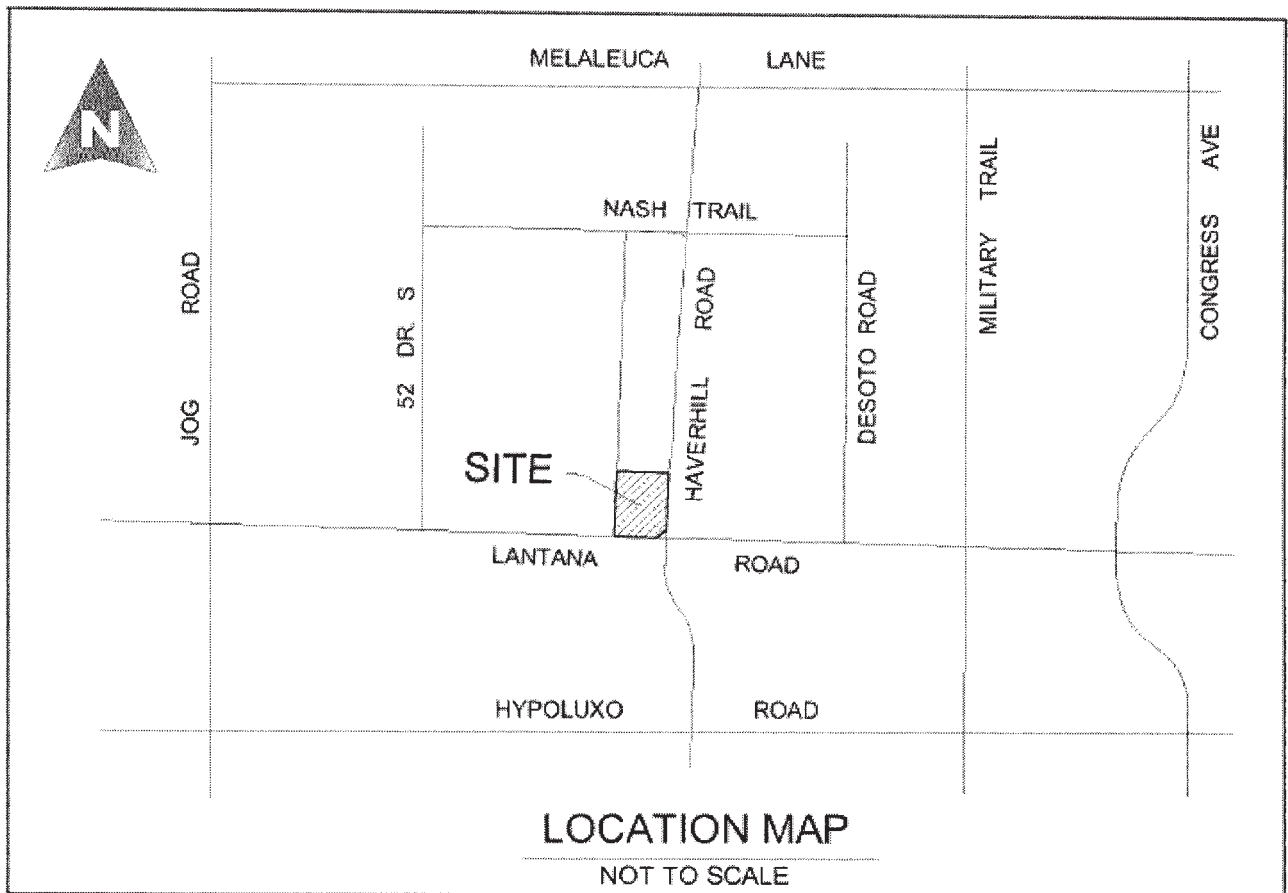 MELALEUCA LANE
N
NASH TRAIL
JOG ROAD
52 DR. S
HAVERHILL ROAD
DESOTO ROAD
MILITARY TRAIL
CONGRESS AVE
SITE
LANTANA ROAD
HYPOLUXO ROAD
LOCATION MAP
NOT TO SCALE